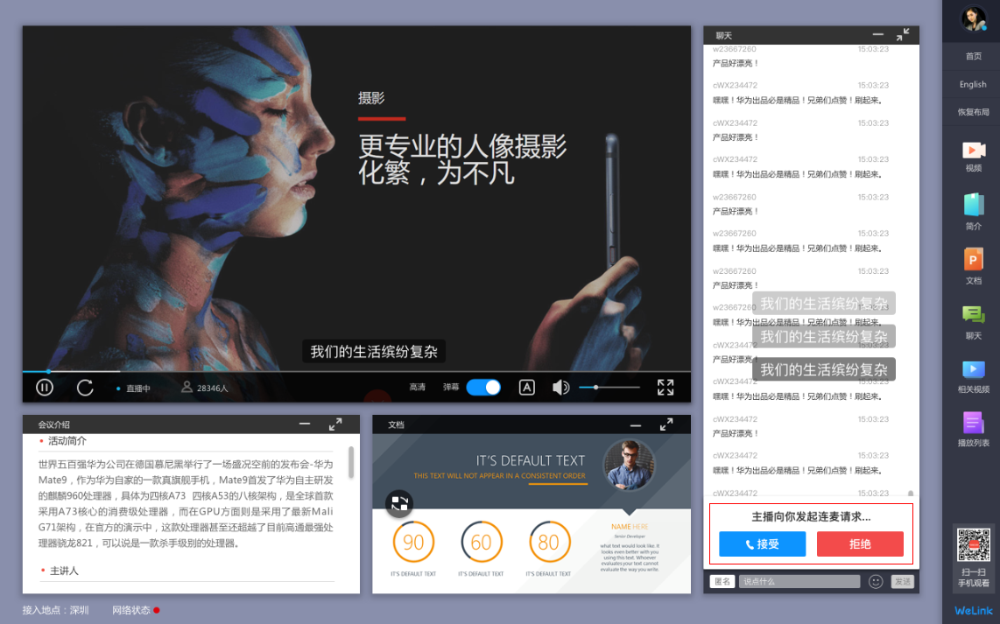 摄影
更专业的人像摄影
化繁，为不凡
我们的生活缤纷复杂
直播中
28346人
高清
弹幕
A
会议介绍
活动简介
世界五百强华为公司在德国慕尼黑举行了一场盛况空前的发布会-华为
Mate9，作为华为自家的一款真旗舰手机，Mate9首发了华为自主研发
的麒麟960处理器，具体为四核A73 四核A53的八核架构，是全球首款
采用A73核心的消费级处理器，而在GPU方面则是采用了最新Mali
G71架构，在官方的演示中，这款处理器甚至还超越了目前高通最强处
理器骁龙821，可以说是一款杀手级别的处理器。
主讲人
文档
IT'S DEFAULT TEXT
THIS TEXT WILL NOT APPEAR IN A CONSISTENT ORDER
90
60
80
IT'S DEFAULT TEXT
IT'S DEFAULT TEXT
IT'S DEFAULT TEXT
NAME HERE
Senior Developer
what text would look like. It
looks even better with you
using this text. Whoever
evaluates your text cannot
evaluate the way you write.
接入地点：深圳
网络状态
聊天
w23667260 15:03:23
产品好漂亮！
cWX234472 15:03:23
嘿嘿！华为出品必是精品！兄弟们点赞！刷起来。
cWX234472 15:03:23
产品好漂亮！
cWX234472 15:03:23
嘿嘿！华为出品必是精品！兄弟们点赞！刷起来。
w23667260 15:03:23
产品好漂亮！
w23667260 15:03:23
嘿嘿！华为出品必是精品！兄弟们点赞！刷起来。
w23667260 15:03:23
产品好漂亮！
我们的生活缤纷复杂
w23667260 15:03:23
嘿嘿！华为出品必是精品！兄弟们点赞！刷起来。
我们的生活缤纷复杂
cWX234472 15:03:23
产品好漂亮！
我们的生活缤纷复杂
cWX234472 15:03:23
嘿嘿！华为出品必是精品！兄弟们点赞！刷起来。
cWX234472 15:03:23
产品好漂亮！
cWX234472 15:03:23
嘿嘿！华为出品必是精品！兄弟们点赞！刷起来。
cWX234472 15:03:23
主播向你发起连麦请求...
接受
拒绝
匿名
说点什么
发送
首页
English
恢复布局
视频
简介
P
文档
聊天
相关视频
播放列表
扫一扫
手机观看
WeLink